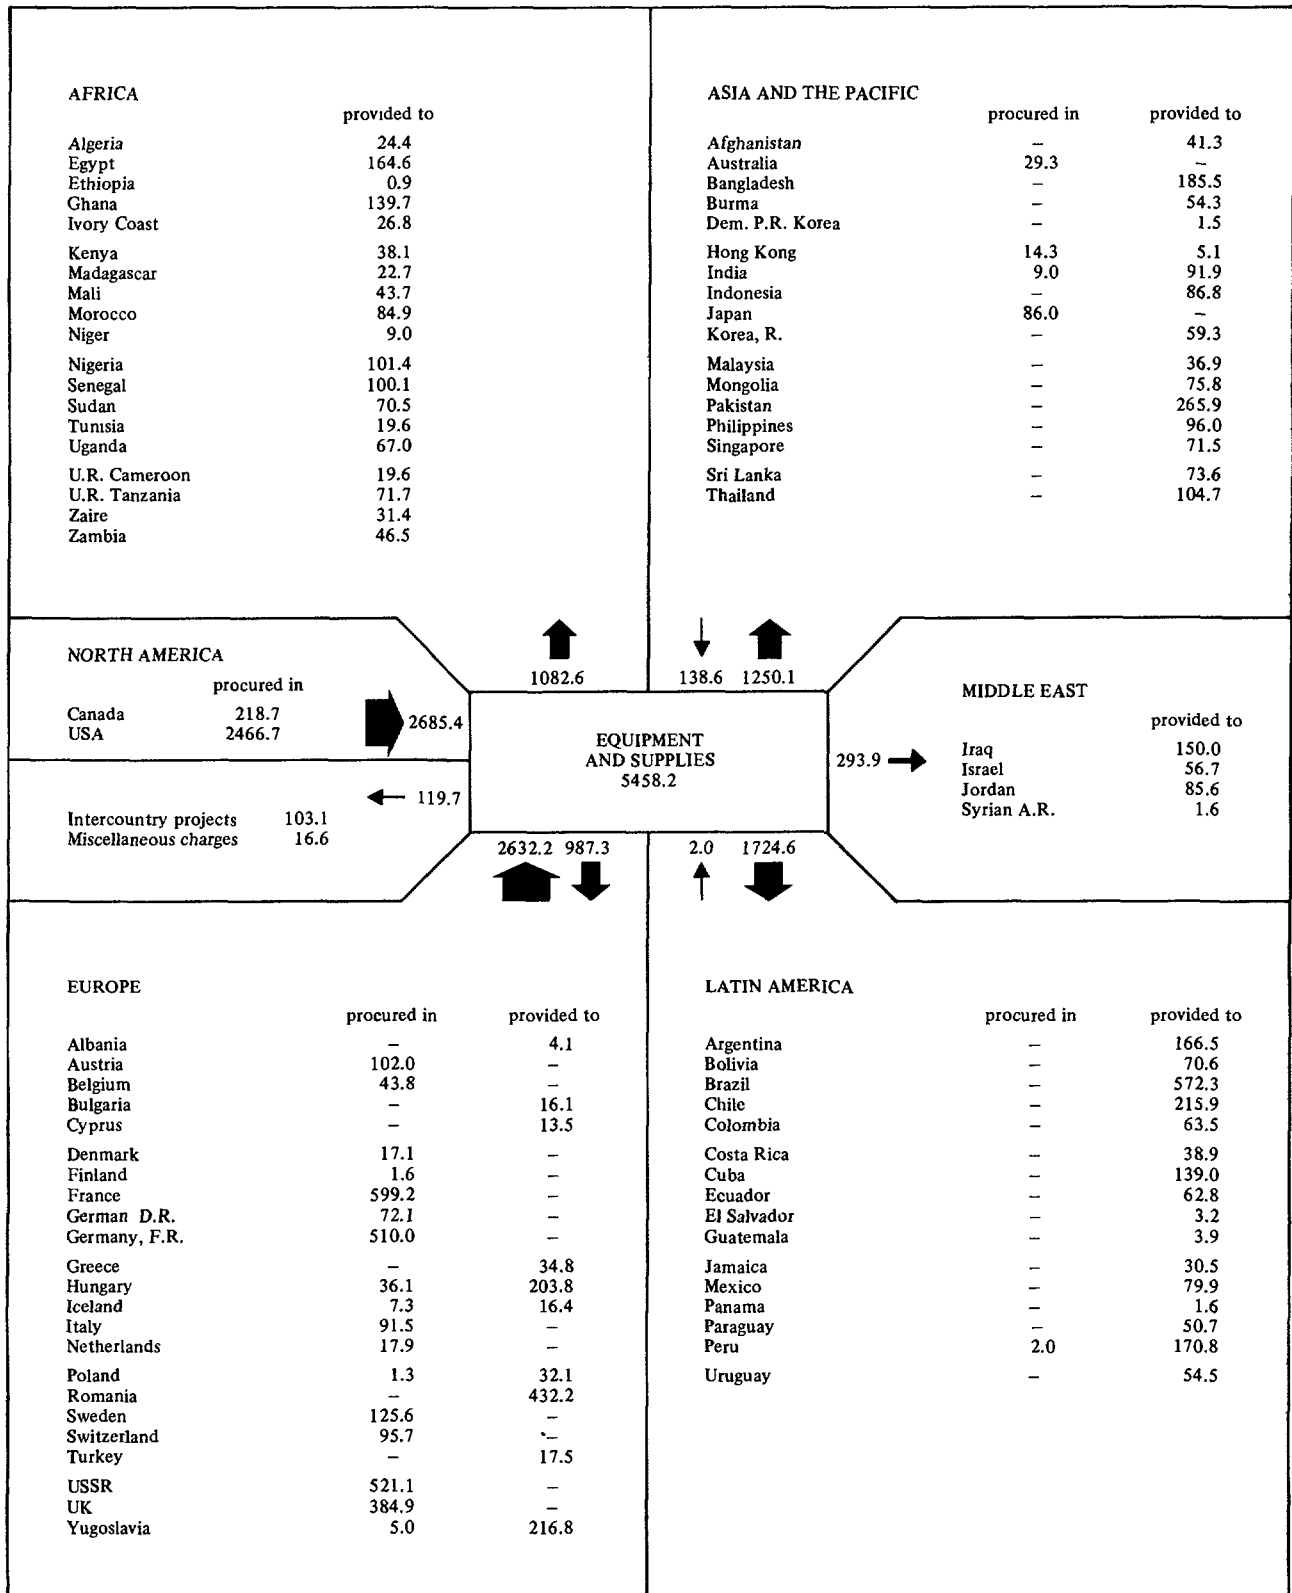 AFRICA
provided to
Algeria 24.4
Egypt 164.6
Ethiopia 0.9
Ghana 139.7
Ivory Coast 26.8
Kenya 38.1
Madagascar 22.7
Mali 43.7
Morocco 84.9
Niger 9.0
Nigeria 101.4
Senegal 100.1
Sudan 70.5
Tunisia 19.6
Uganda 67.0
U.R. Cameroon 19.6
U.R. Tanzania 71.7
Zaire 31.4
Zambia 46.5
ASIA AND THE PACIFIC
procured in provided to
Afghanistan – 41.3
Australia 29.3 –
Bangladesh – 185.5
Burma – 54.3
Dem. P.R. Korea – 1.5
Hong Kong 14.3 5.1
India 9.0 91.9
Indonesia – 86.8
Japan 86.0 –
Korea, R. – 59.3
Malaysia – 36.9
Mongolia – 75.8
Pakistan – 265.9
Philippines – 96.0
Singapore – 71.5
Sri Lanka – 73.6
Thailand – 104.7
NORTH AMERICA
procured in
Canada 218.7
USA 2466.7
2685.4
1082.6
138.6 1250.1
EQUIPMENT
AND SUPPLIES
5458.2
293.9
MIDDLE EAST
provided to
Iraq 150.0
Israel 56.7
Jordan 85.6
Syrian A.R. 1.6
119.7
Intercountry projects 103.1
Miscellaneous charges 16.6
2632.2 987.3
2.0 1724.6
EUROPE
procured in provided to
Albania – 4.1
Austria 102.0 –
Belgium 43.8 –
Bulgaria – 16.1
Cyprus – 13.5
Denmark 17.1 –
Finland 1.6 –
France 599.2 –
German D.R. 72.1 –
Germany, F.R. 510.0 –
Greece – 34.8
Hungary 36.1 203.8
Iceland 7.3 16.4
Italy 91.5 –
Netherlands 17.9 –
Poland 1.3 32.1
Romania – 432.2
Sweden 125.6 –
Switzerland 95.7 –
Turkey – 17.5
USSR 521.1 –
UK 384.9 –
Yugoslavia 5.0 216.8
LATIN AMERICA
procured in provided to
Argentina – 166.5
Bolivia – 70.6
Brazil – 572.3
Chile – 215.9
Colombia – 63.5
Costa Rica – 38.9
Cuba – 139.0
Ecuador – 62.8
El Salvador – 3.2
Guatemala – 3.9
Jamaica – 30.5
Mexico – 79.9
Panama – 1.6
Paraguay – 50.7
Peru 2.0 170.8
Uruguay – 54.5